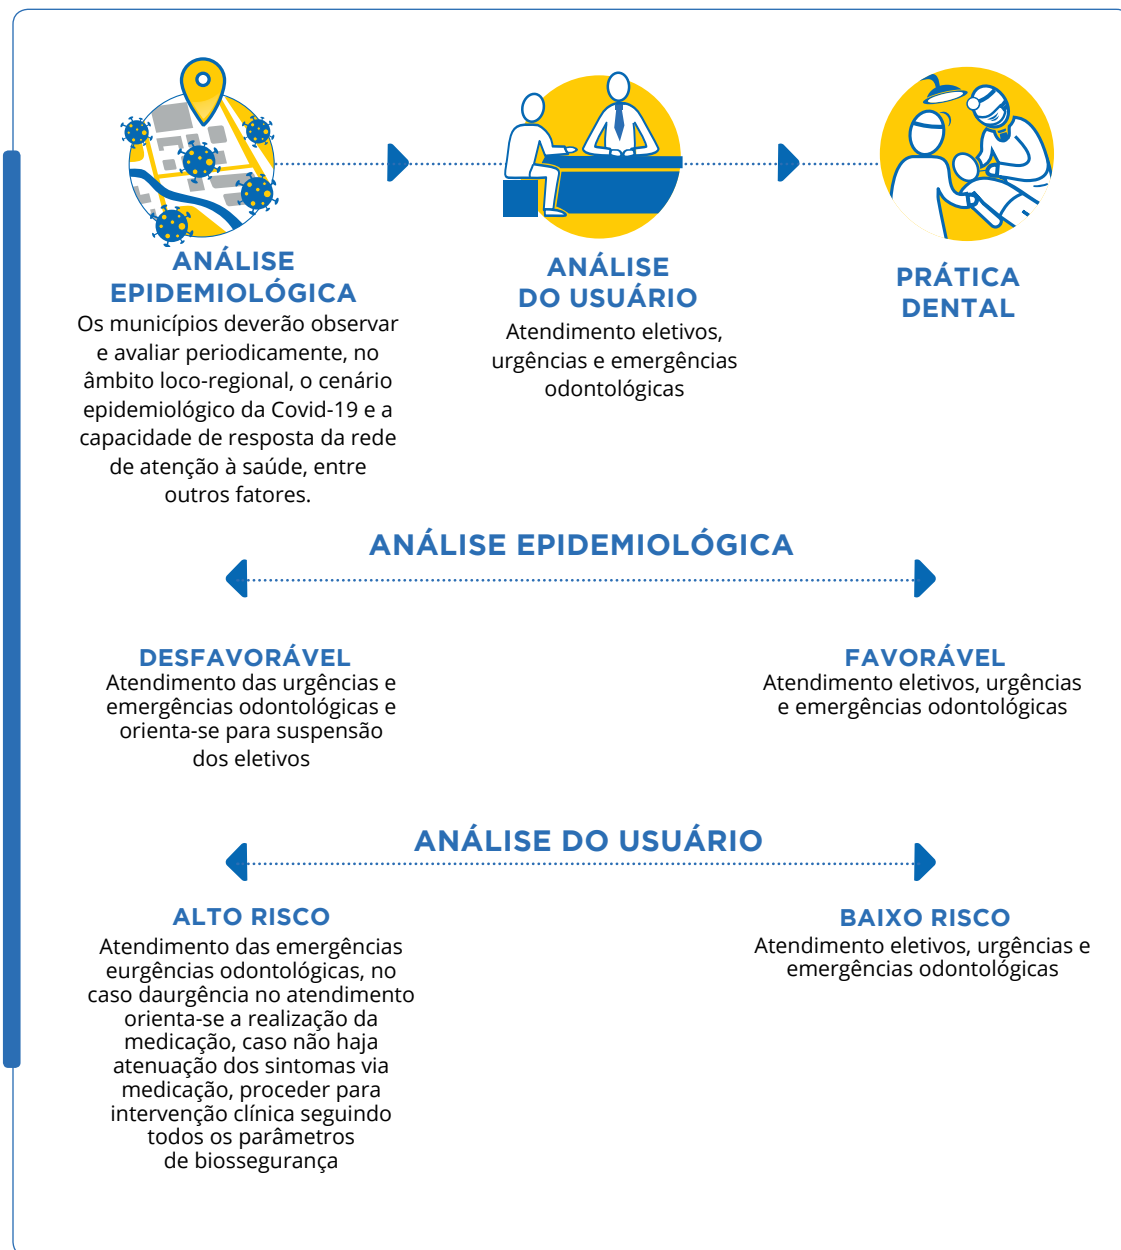 ANÁLISE
EPIDEMIOLÓGICA
Os municípios deverão observar
e avaliar periodicamente, no
âmbito loco-regional, o cenário
epidemiológico da Covid-19 e a
capacidade de resposta da rede
de atenção à saúde, entre
outros fatores.
ANÁLISE
DO USUÁRIO
Atendimento eletivos,
urgências e emergências
odontológicas
PRÁTICA
DENTAL
ANÁLISE EPIDEMIOLÓGICA
DESFAVORÁVEL
Atendimento das urgências e
emergências odontológicas e
orienta-se para suspensão
dos eletivos
FAVORÁVEL
Atendimento eletivos, urgências
e emergências odontológicas
ANÁLISE DO USUÁRIO
ALTO RISCO
Atendimento das emergências
eurgências odontológicas, no
caso daurgência no atendimento
orienta-se a realização da
medicação, caso não haja
atenuação dos sintomas via
medicação, proceder para
intervenção clínica seguindo
todos os parâmetros
de biossegurança
BAIXO RISCO
Atendimento eletivos, urgências e
emergências odontológicas